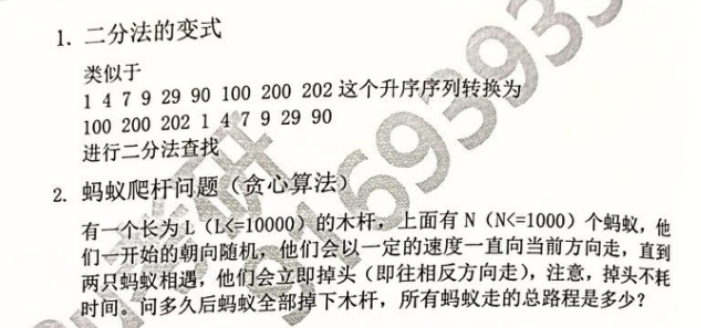 1. 二分法的变式
类似于
1 4 7 9 29 90 100 200 202 这个升序序列转换为
100 200 202 1 4 7 9 29 90
进行二分法查找
2. 蚂蚁爬杆问题（贪心算法）
有一个长为 L（L<=10000）的木杆，上面有 N（N<=1000）个蚂蚁，他
们一开始的朝向随机，他们会以一定的速度一直向当前方向走，直到
两只蚂蚁相遇，他们会立即掉头（即往相反方向走），注意，掉头不耗
时间。问多久后蚂蚁全部掉下木杆，所有蚂蚁走的总路程是多少？